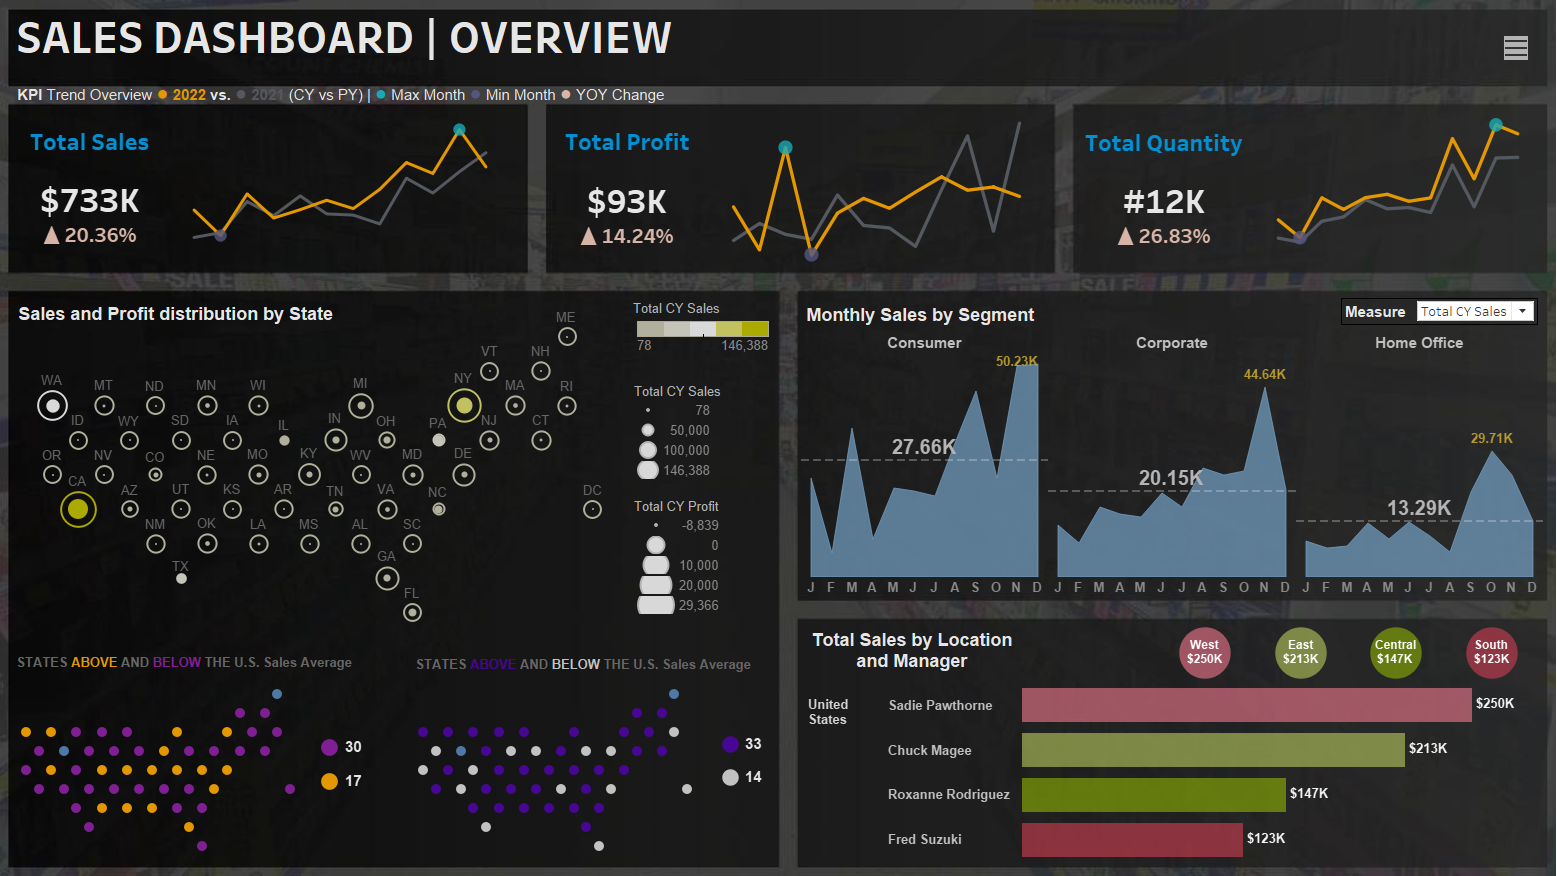 SALES DASHBOARD | OVERVIEW
KPI Trend Overview 2022 vs. 2021 (CY vs PY) | Max Month Min Month YOY Change
Total Sales
$733K
20.36%
Total Profit
$93K
14.24%
Total Quantity
#12K
26.83%
SALE
SALE
Sales and Profit distribution by State
ME
VT NH
WA MT ND MN WI MI NY MA RI
ID WY SD IA IL IN OH PA NJ CT
OR NV CO NE MO KY WV MD DE
CA AZ UT KS AR TN VA NC DC
NM OK LA MS AL SC
TX GA
FL
Total CY Sales
78 146,388
Total CY Sales
78
50,000
100,000
146,388
Total CY Profit
-8,839
0
10,000
20,000
29,366
STATES ABOVE AND BELOW THE U.S. Sales Average
30
17
STATES ABOVE AND BELOW THE U.S. Sales Average
33
14
Monthly Sales by Segment
Measure Total CY Sales
Consumer Corporate Home Office
50.23K
44.64K
29.71K
27.66K
20.15K
13.29K
J F M A M J J A S O N D J F M A M J J A S O N D J F M A M J J A S O N D
Total Sales by Location
and Manager
West
$250K
East
$213K
Central
$147K
South
$123K
United
States
Sadie Pawthorne $250K
Chuck Magee $213K
Roxanne Rodriguez $147K
Fred Suzuki $123K